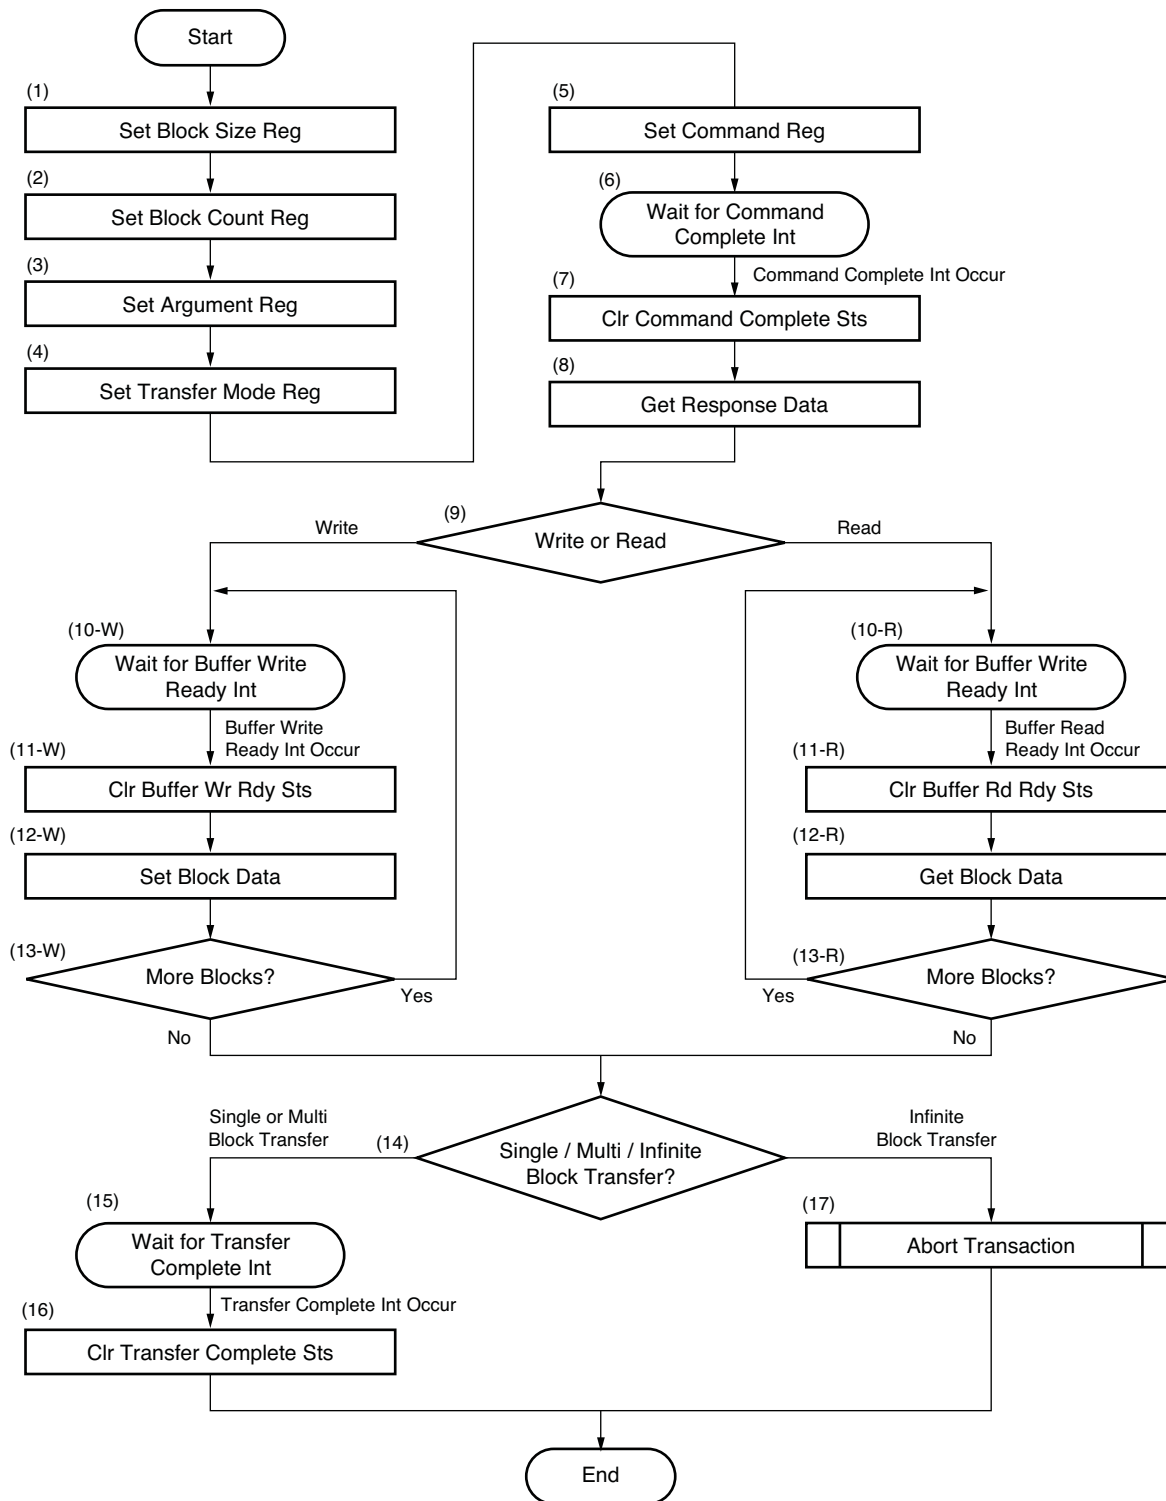 Start
(1)
Set Block Size Reg
(2)
Set Block Count Reg
(3)
Set Argument Reg
(4)
Set Transfer Mode Reg
(5)
Set Command Reg
(6)
Wait for Command
Complete Int
Command Complete Int Occur
(7)
Clr Command Complete Sts
(8)
Get Response Data
(9)
Write or Read
Write
Read
(10-W)
Wait for Buffer Write
Ready Int
Buffer Write
Ready Int Occur
(11-W)
Clr Buffer Wr Rdy Sts
(12-W)
Set Block Data
(13-W)
More Blocks?
Yes
No
(10-R)
Wait for Buffer Write
Ready Int
Buffer Read
Ready Int Occur
(11-R)
Clr Buffer Rd Rdy Sts
(12-R)
Get Block Data
(13-R)
More Blocks?
Yes
No
(14)
Single / Multi / Infinite
Block Transfer?
Single or Multi
Block Transfer
Infinite
Block Transfer
(15)
Wait for Transfer
Complete Int
Transfer Complete Int Occur
(16)
Clr Transfer Complete Sts
(17)
Abort Transaction
End